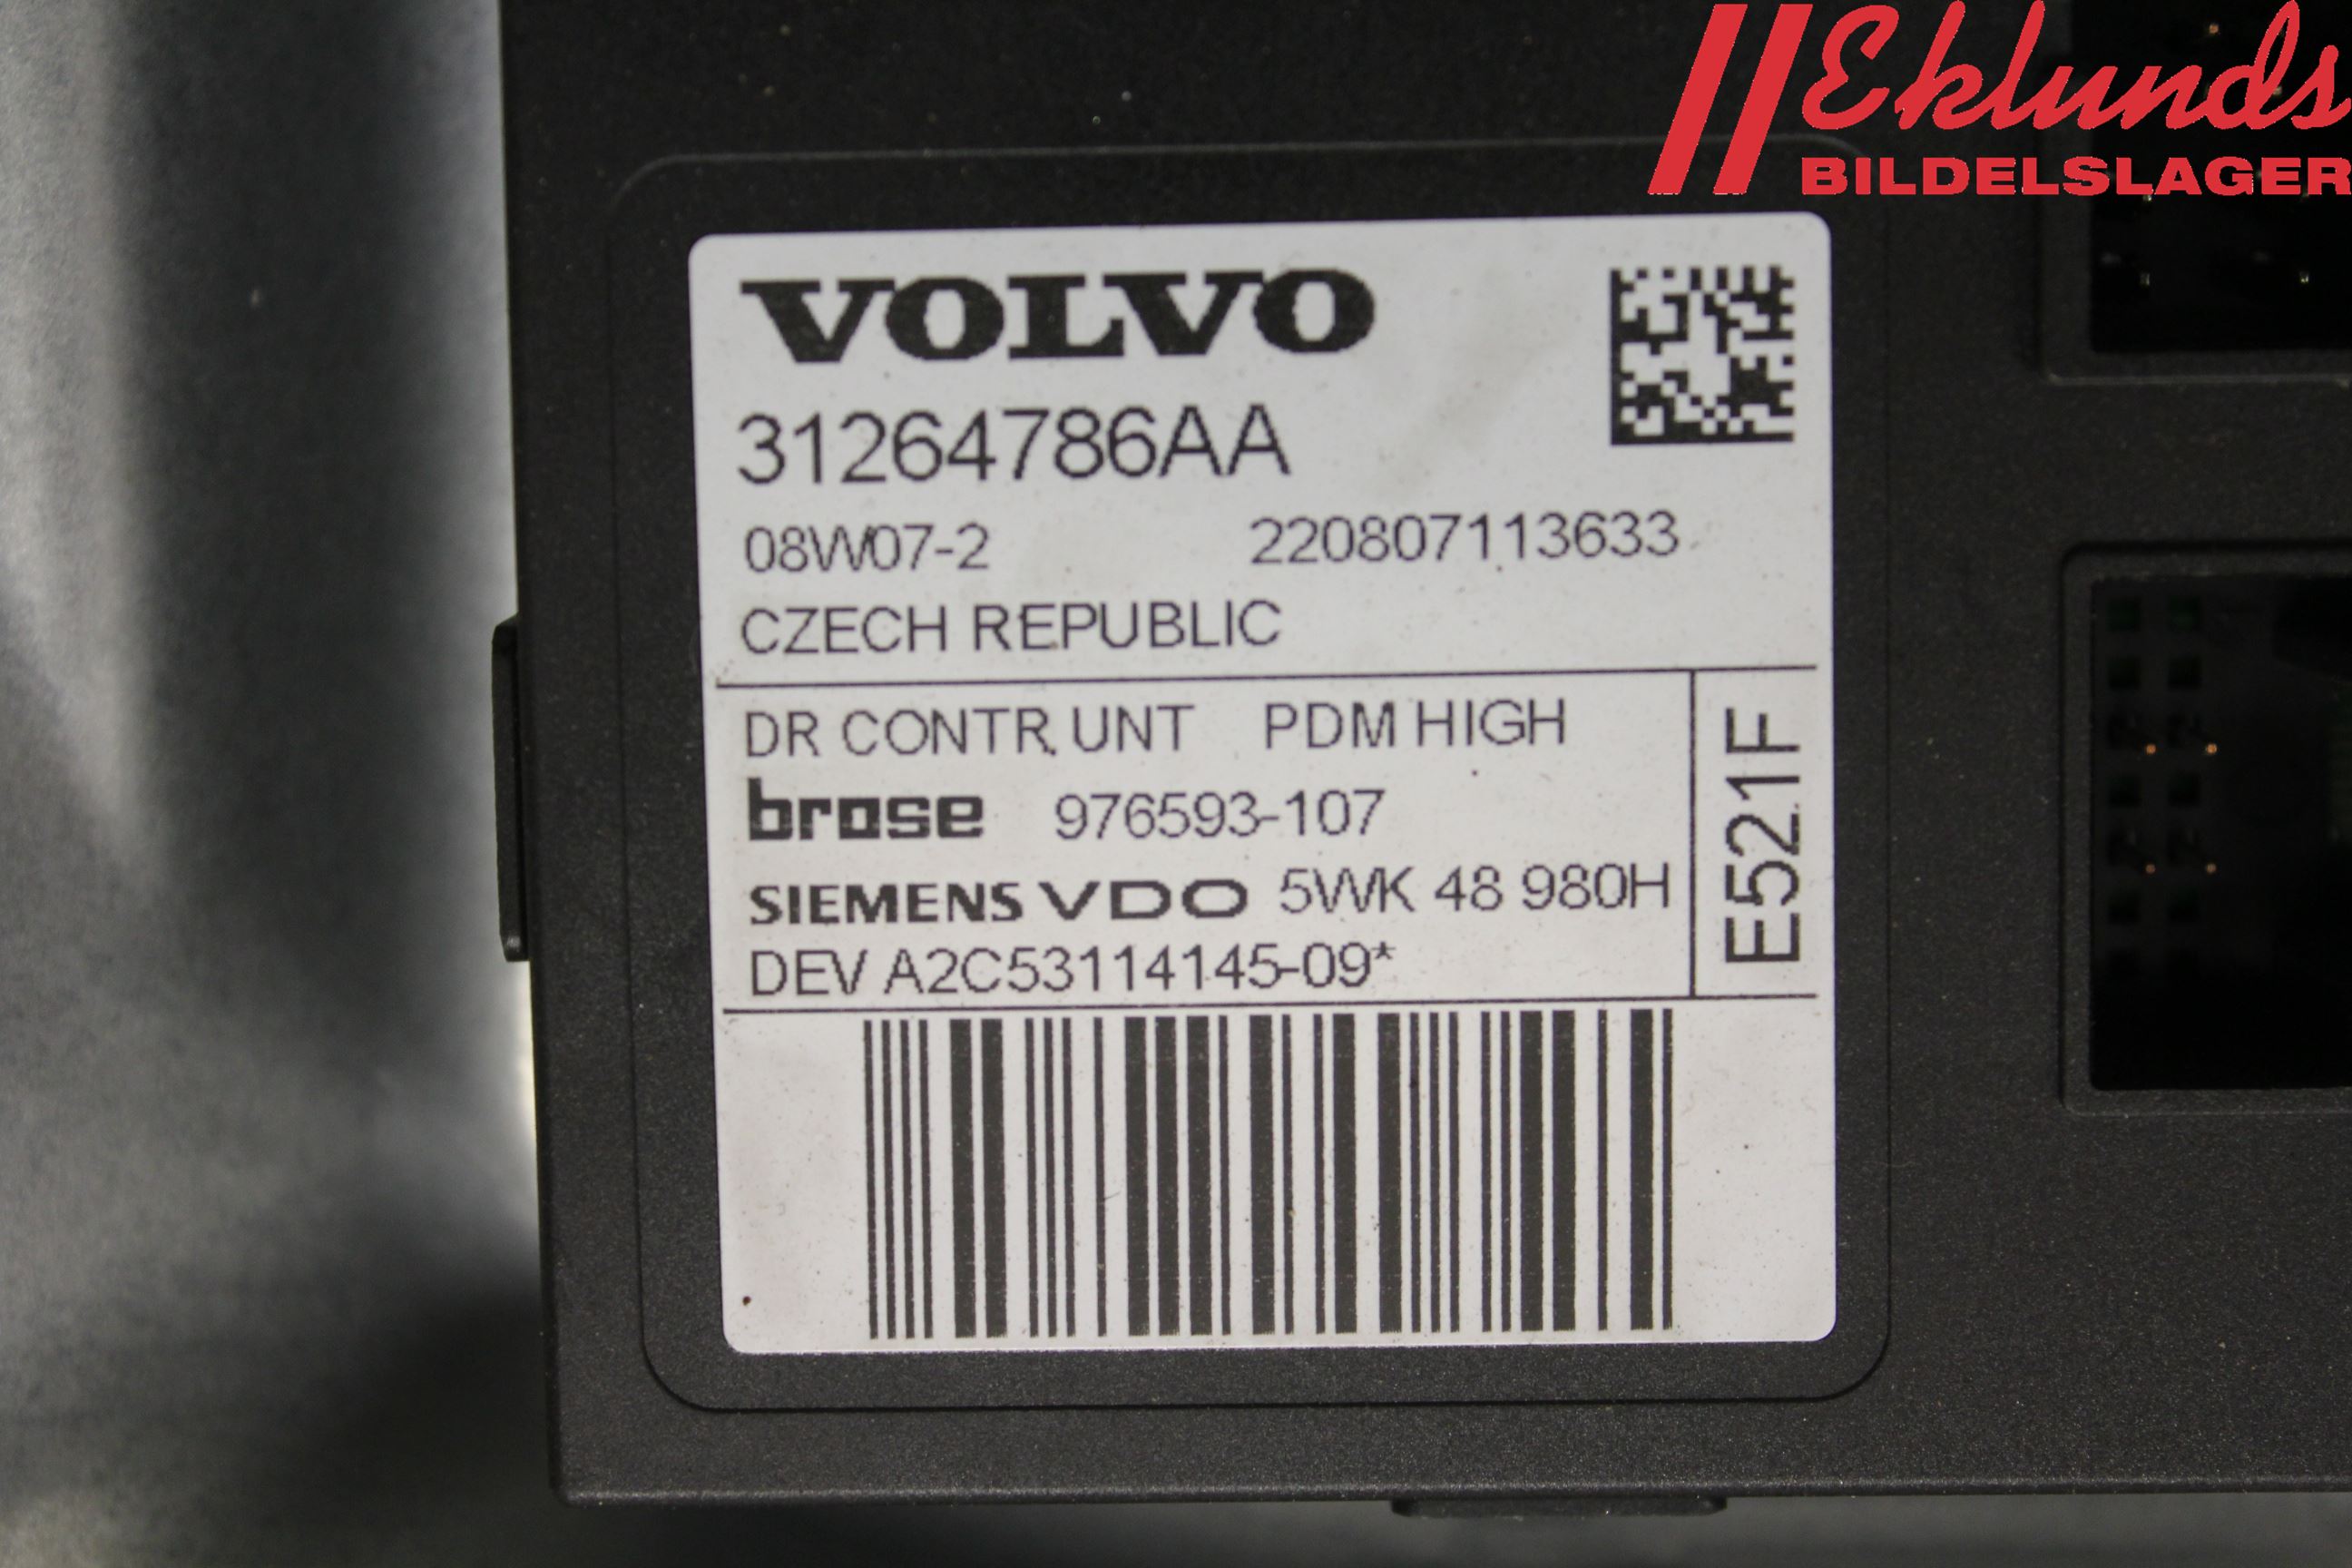 Eklunds
BILDELSLAGER
VOLVO
31264786AA
08W07-2 220807113633
CZECH REPUBLIC
DR CONTR. UNT PDM HIGH
brose 976593-107
SIEMENS VDO 5WK 48 980H
DEV A2C53114145-09*
E521F